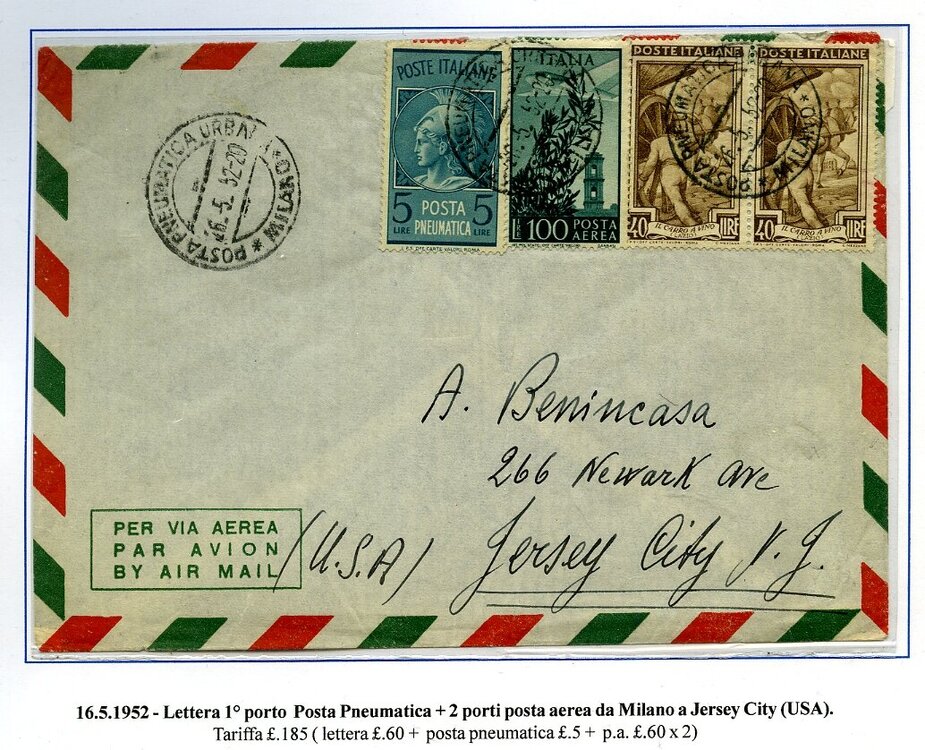 POSTA PNEUMATICA URBANA * MILANO *
16.-5.52-20
POSTE ITALIANE
5 LIRE
POSTA PNEUMATICA
5 LIRE
ITALIA
LIRE 100 POSTA AEREA
POSTE ITALIANE
IL CARRO A VINO
40 LIRE
POSTE ITALIANE
IL CARRO A VINO
40 LIRE
A. Benincasa
266 Newark Ave
Jersey City N.J.
(U.S.A)
PER VIA AEREA
PAR AVION
BY AIR MAIL
16.5.1952 - Lettera 1° porto Posta Pneumatica + 2 porti posta aerea da Milano a Jersey City (USA).
Tariffa £.185 ( lettera £.60 + posta pneumatica £.5 + p.a. £.60 x 2)